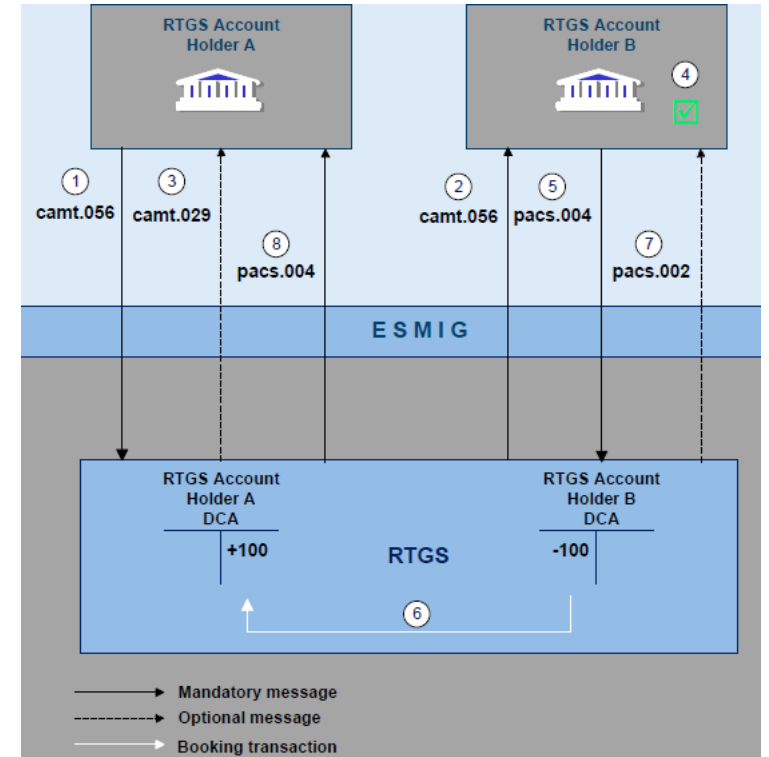 RTGS Account
Holder A
RTGS Account
Holder B
4
1
camt.056
3
camt.029
8
pacs.004
2
camt.056
5
pacs.004
7
pacs.002
ESMIG
RTGS Account
Holder A
DCA
+100
RTGS
RTGS Account
Holder B
DCA
-100
6
Mandatory message
Optional message
Booking transaction